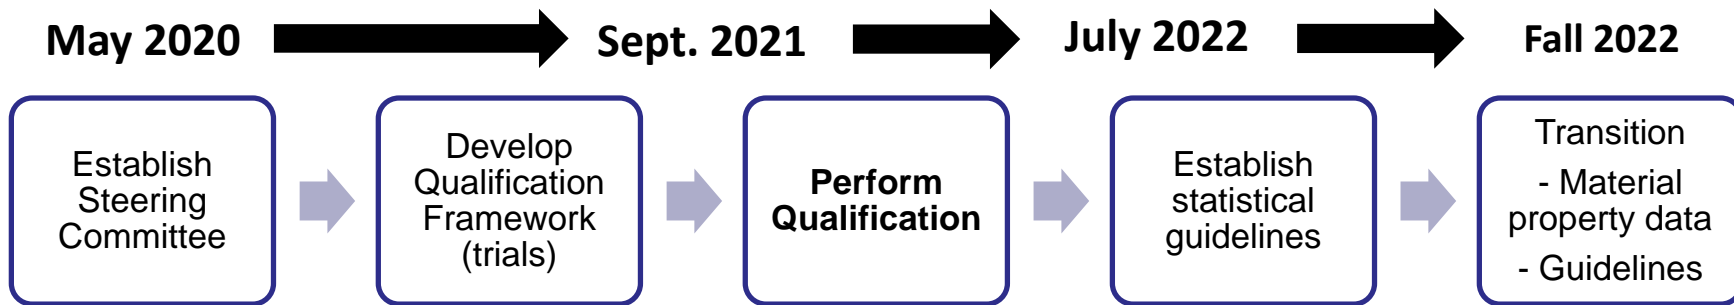 May 2020
Sept. 2021
July 2022
Fall 2022
Establish
Steering
Committee
Develop
Qualification
Framework
(trials)
Perform
Qualification
Establish
statistical
guidelines
Transition
- Material
property data
- Guidelines